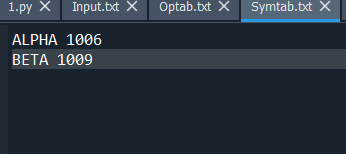 1.py Input.txt Optab.txt Symtab.txt
ALPHA 1006
BETA 1009